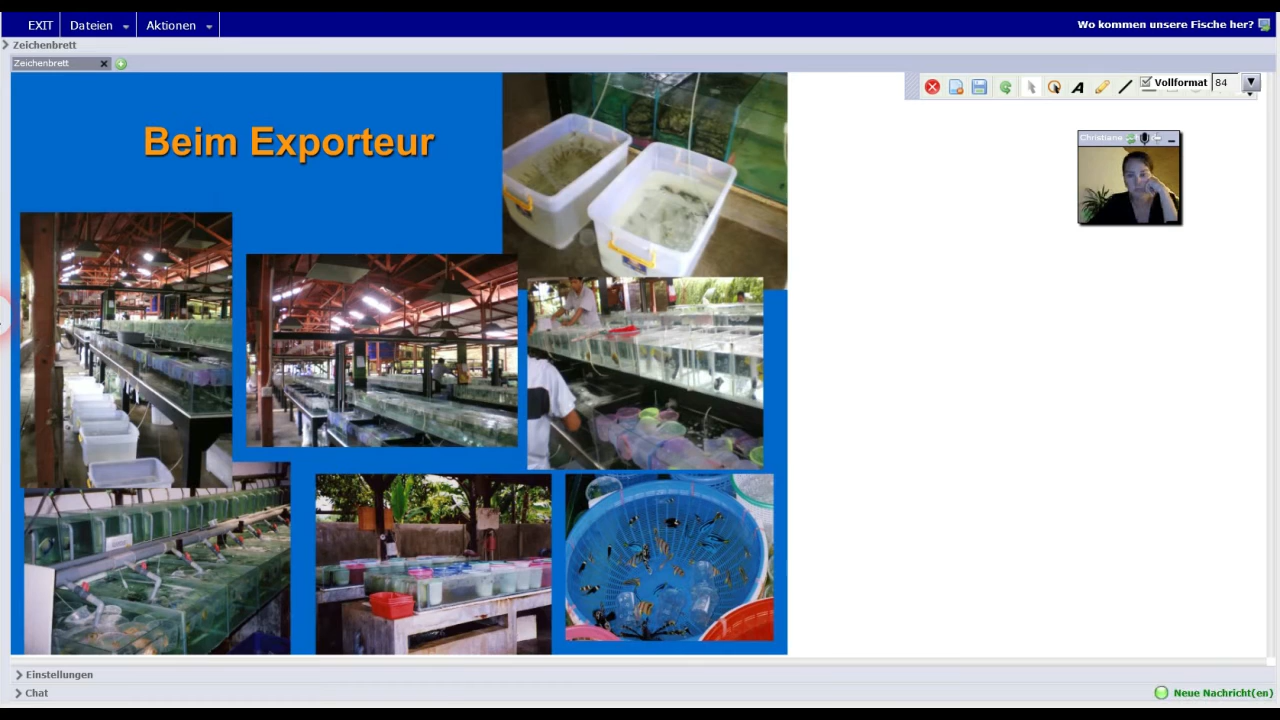 EXIT Dateien Aktionen Wo kommen unsere Fische her?
Zeichenbrett
Zeichenbrett
A Vollformat 84
Christiane
Beim Exporteur
Einstellungen
Chat
Neue Nachricht(en)